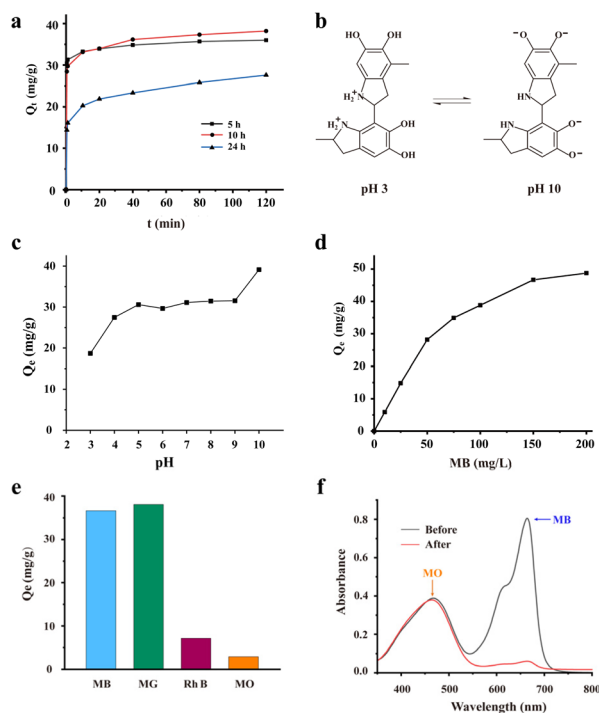 a
Qt (mg/g)
40
30
20
10
0
5 h
10 h
24 h
0 20 40 60 80 100 120
t (min)
b
HO OH
N
H2
+
H2
+
N
OH
OH
pH 3
⁻O O⁻
HN
H
N
O⁻
O⁻
pH 10
c
Qe (mg/g)
40
30
20
10
0
2 3 4 5 6 7 8 9 10
pH
d
Qe (mg/g)
50
40
30
20
10
0
0 50 100 150 200
MB (mg/L)
e
Qe (mg/g)
40
30
20
10
0
MB MG Rh B MO
f
Absorbance
0.8
0.6
0.4
0.2
0.0
Before
After
MB
MO
400 500 600 700 800
Wavelength (nm)